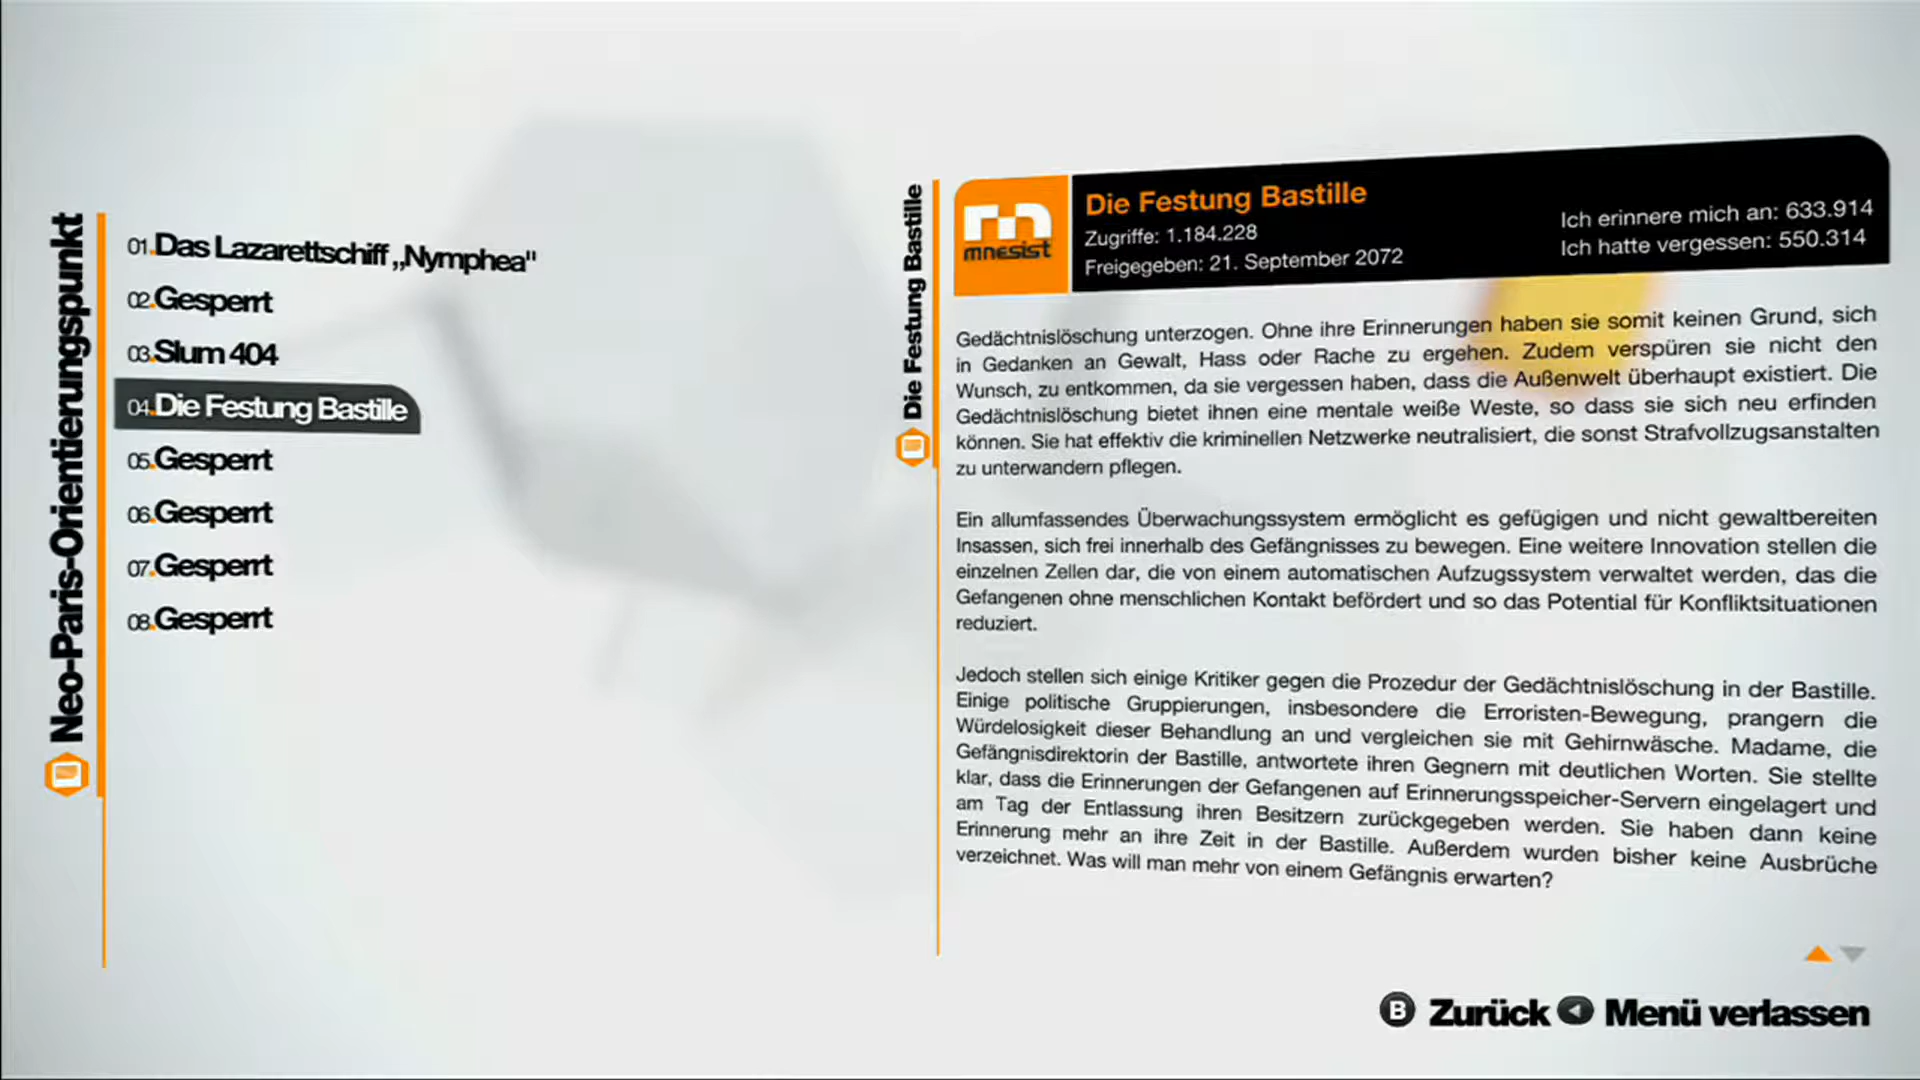 Neo-Paris-Orientierungspunkt
01.Das Lazarettschiff „Nymphea"
02.Gesperrt
03.Slum 404
04.Die Festung Bastille
05.Gesperrt
06.Gesperrt
07.Gesperrt
08.Gesperrt
Die Festung Bastille
mnesist
Die Festung Bastille
Zugriffe: 1.184.228
Freigegeben: 21. September 2072
Ich erinnere mich an: 633.914
Ich hatte vergessen: 550.314
Gedächtnislöschung unterzogen. Ohne ihre Erinnerungen haben sie somit keinen Grund, sich
in Gedanken an Gewalt, Hass oder Rache zu ergehen. Zudem verspüren sie nicht den
Wunsch, zu entkommen, da sie vergessen haben, dass die Außenwelt überhaupt existiert. Die
Gedächtnislöschung bietet ihnen eine mentale weiße Weste, so dass sie sich neu erfinden
können. Sie hat effektiv die kriminellen Netzwerke neutralisiert, die sonst Strafvollzugsanstalten
zu unterwandern pflegen.
Ein allumfassendes Überwachungssystem ermöglicht es gefügigen und nicht gewaltbereiten
Insassen, sich frei innerhalb des Gefängnisses zu bewegen. Eine weitere Innovation stellen die
einzelnen Zellen dar, die von einem automatischen Aufzugssystem verwaltet werden, das die
Gefangenen ohne menschlichen Kontakt befördert und so das Potential für Konfliktsituationen
reduziert.
Jedoch stellen sich einige Kritiker gegen die Prozedur der Gedächtnislöschung in der Bastille.
Einige politische Gruppierungen, insbesondere die Erroristen-Bewegung, prangern die
Würdelosigkeit dieser Behandlung an und vergleichen sie mit Gehirnwäsche. Madame, die
Gefängnisdirektorin der Bastille, antwortete ihren Gegnern mit deutlichen Worten. Sie stellte
klar, dass die Erinnerungen der Gefangenen auf Erinnerungsspeicher-Servern eingelagert und
am Tag der Entlassung ihren Besitzern zurückgegeben werden. Sie haben dann keine
Erinnerung mehr an ihre Zeit in der Bastille. Außerdem wurden bisher keine Ausbrüche
verzeichnet. Was will man mehr von einem Gefängnis erwarten?
B Zurück Menü verlassen